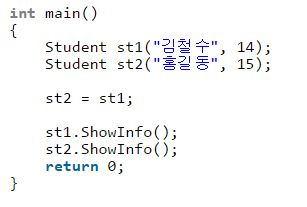 int main()
{
    Student st1("김철수", 14);
    Student st2("홍길동", 15);

    st2 = st1;

    st1.ShowInfo();
    st2.ShowInfo();
    return 0;
}